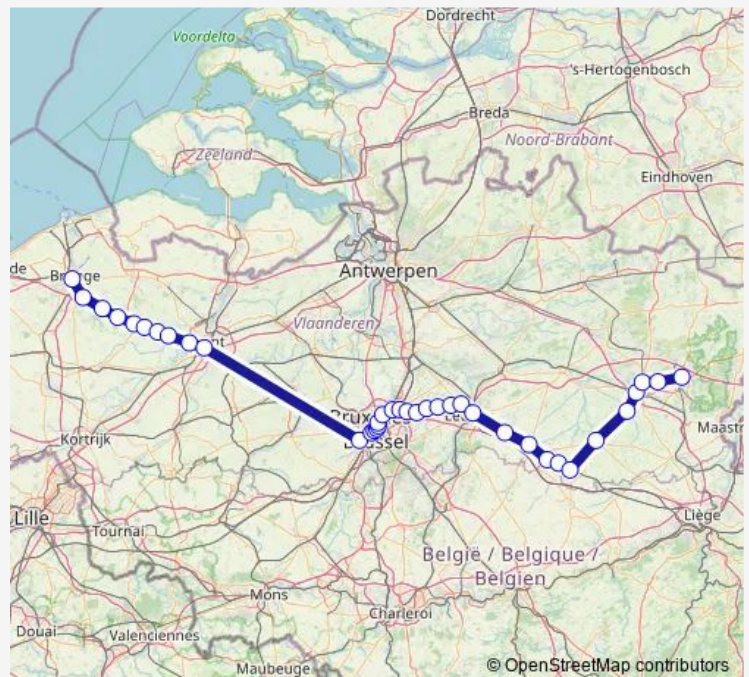 Dordrecht
Voordelta
's-Hertogenbosch
Breda
Noord-Brabant
Zeeland
Eindhoven
de
Antwerpen
Vlaanderen
Kortrijk
Maastr
Lille
Tournai
Liège
België / Belgique /
Belgien
Mons
Charleroi
Douai
Valenciennes
Maubeuge
© OpenStreetMap contributors